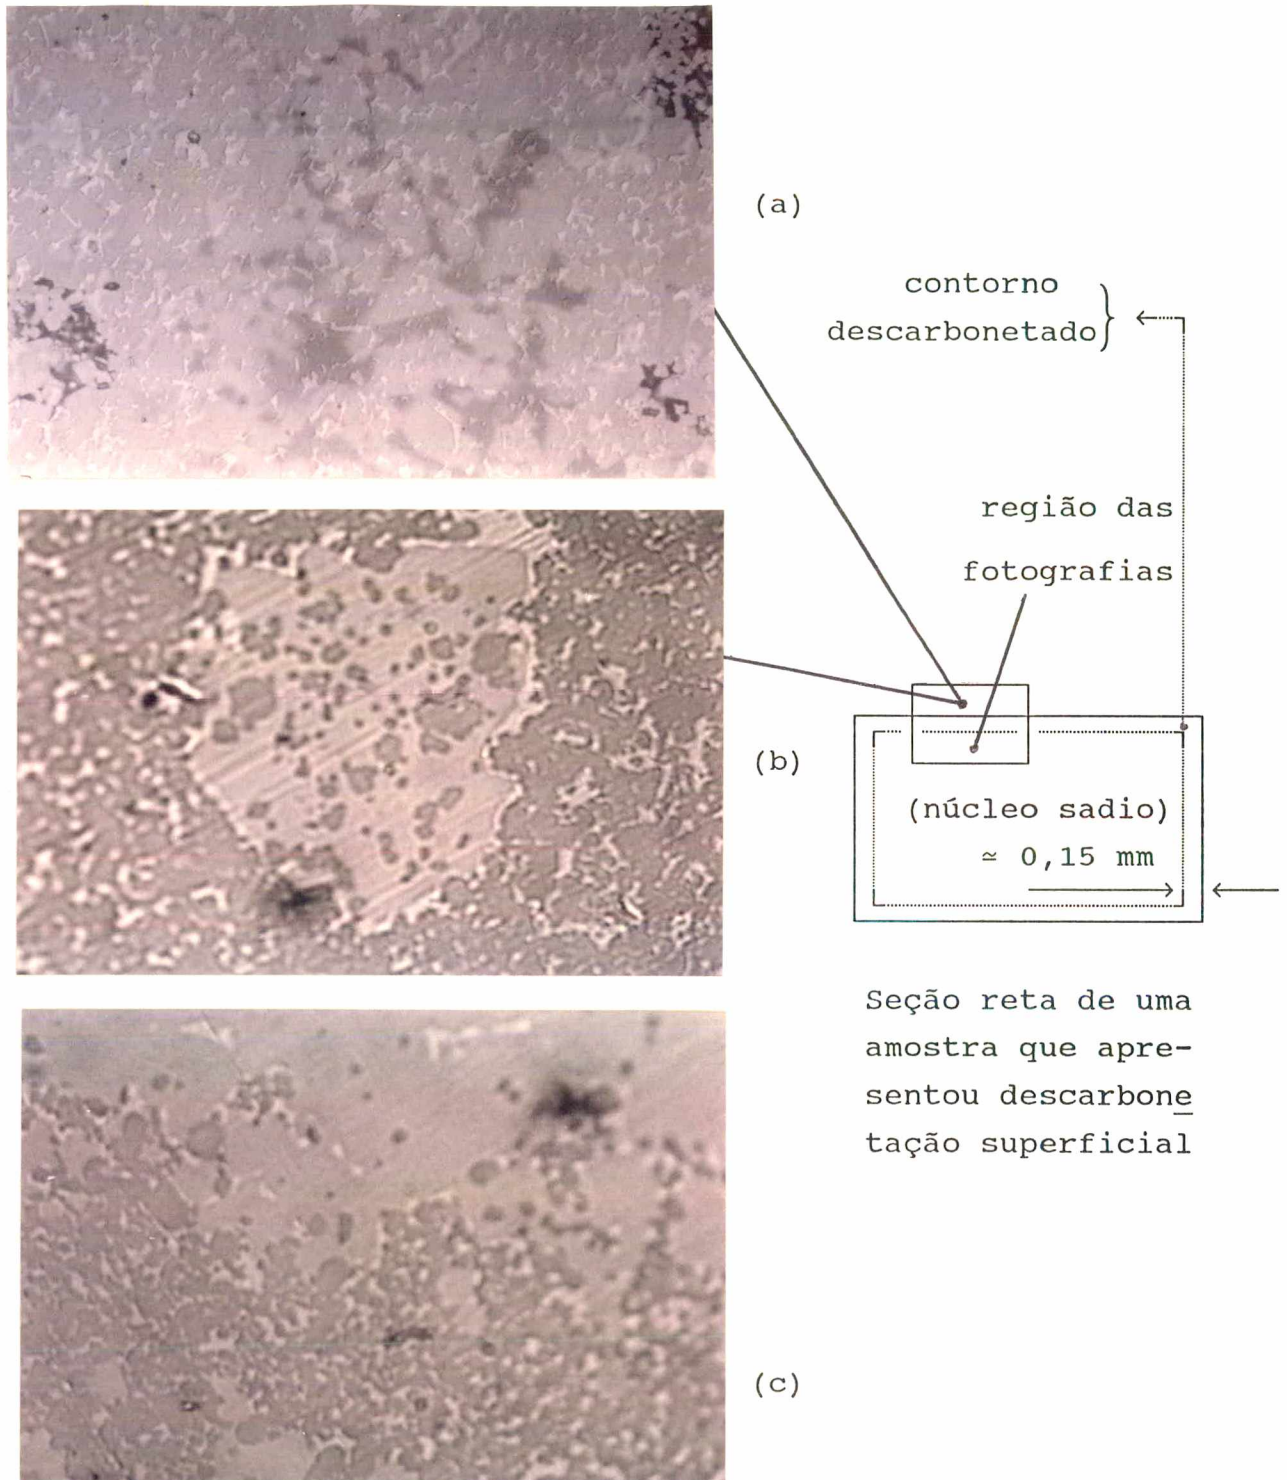 (a)
contorno
descarbonetado
região das
fotografias
(b)
(núcleo sadio)
≃ 0,15 mm
Seção reta de uma
amostra que apre-
sentou descarbone
tação superficial
(c)